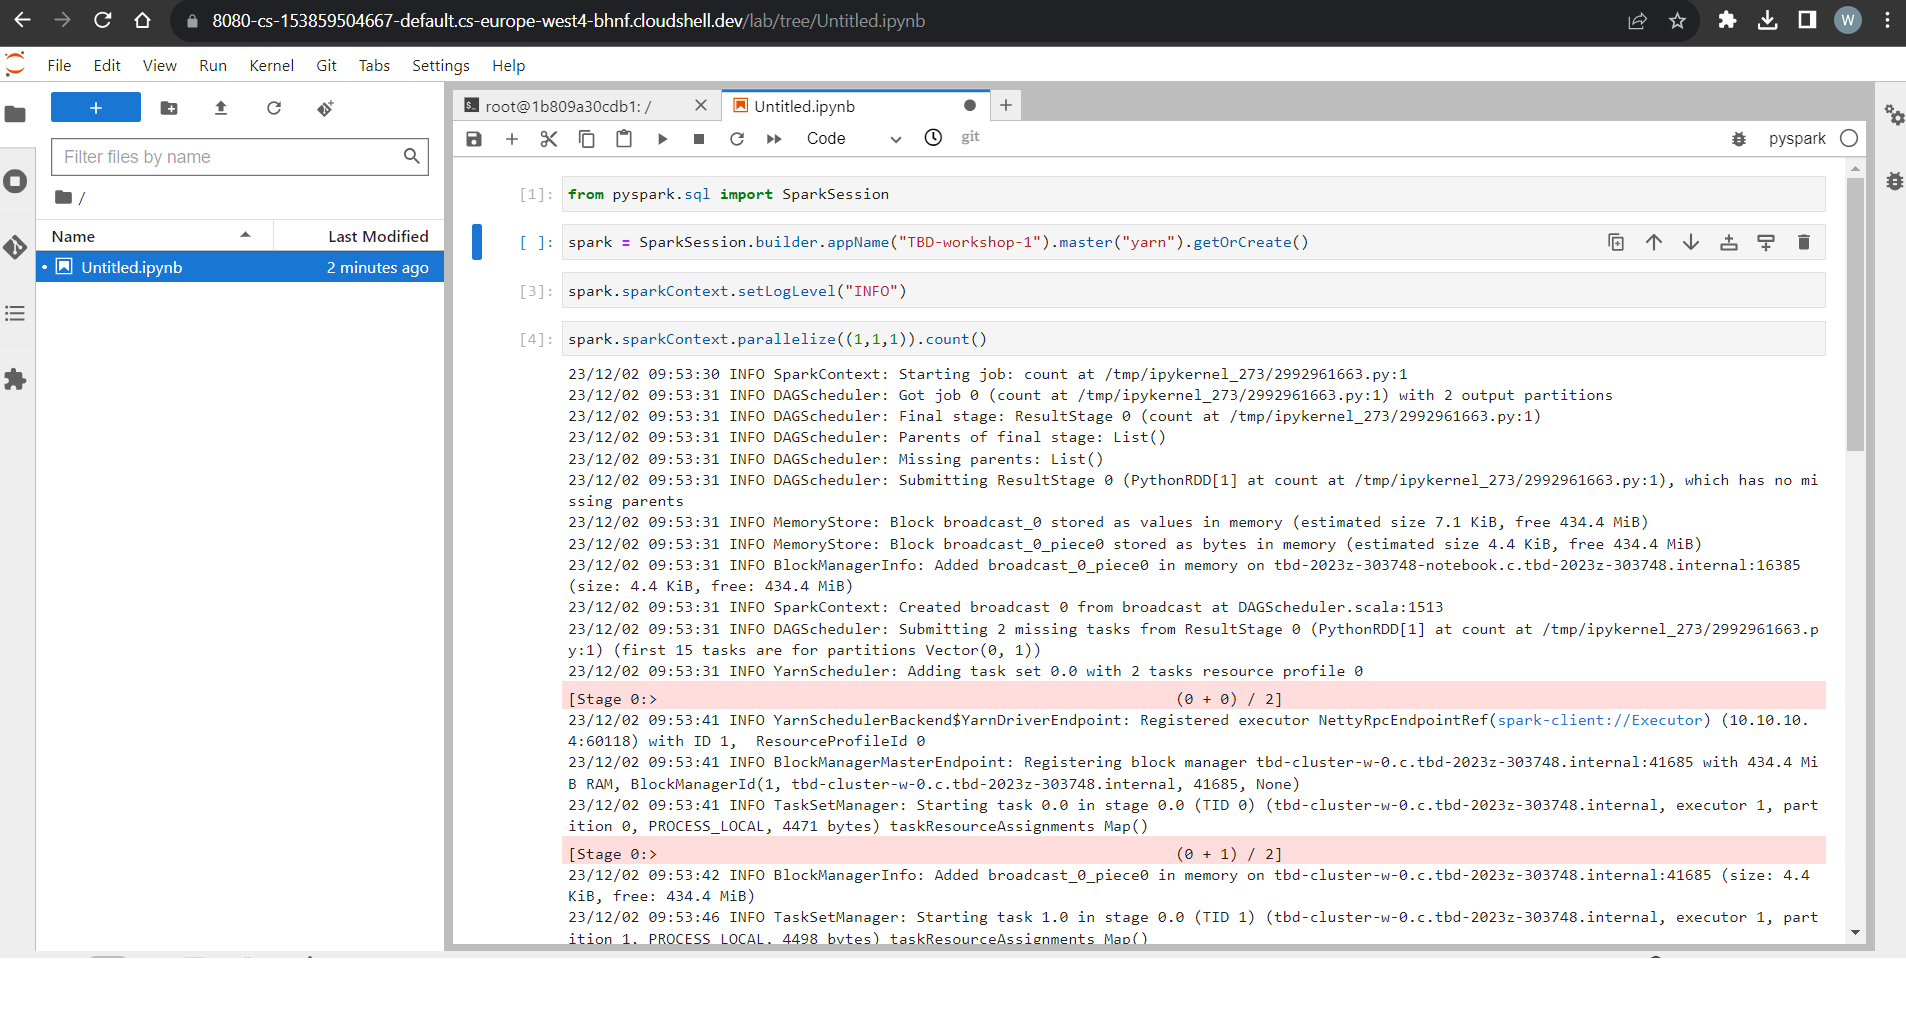 8080-cs-153859504667-default.cs-europe-west4-bhnf.cloudshell.dev/lab/tree/Untitled.ipynb
W
File Edit View Run Kernel Git Tabs Settings Help
+
root@1b809a30cdb1: /
Untitled.ipynb
+
Code
git
pyspark
Filter files by name
/
Name
Last Modified
Untitled.ipynb
2 minutes ago
[1]: from pyspark.sql import SparkSession
[ ]: spark = SparkSession.builder.appName("TBD-workshop-1").master("yarn").getOrCreate()
[3]: spark.sparkContext.setLogLevel("INFO")
[4]: spark.sparkContext.parallelize((1,1,1)).count()
23/12/02 09:53:30 INFO SparkContext: Starting job: count at /tmp/ipykernel_273/2992961663.py:1
23/12/02 09:53:31 INFO DAGScheduler: Got job 0 (count at /tmp/ipykernel_273/2992961663.py:1) with 2 output partitions
23/12/02 09:53:31 INFO DAGScheduler: Final stage: ResultStage 0 (count at /tmp/ipykernel_273/2992961663.py:1)
23/12/02 09:53:31 INFO DAGScheduler: Parents of final stage: List()
23/12/02 09:53:31 INFO DAGScheduler: Missing parents: List()
23/12/02 09:53:31 INFO DAGScheduler: Submitting ResultStage 0 (PythonRDD[1] at count at /tmp/ipykernel_273/2992961663.py:1), which has no mi
ssing parents
23/12/02 09:53:31 INFO MemoryStore: Block broadcast_0 stored as values in memory (estimated size 7.1 KiB, free 434.4 MiB)
23/12/02 09:53:31 INFO MemoryStore: Block broadcast_0_piece0 stored as bytes in memory (estimated size 4.4 KiB, free 434.4 MiB)
23/12/02 09:53:31 INFO BlockManagerInfo: Added broadcast_0_piece0 in memory on tbd-2023z-303748-notebook.c.tbd-2023z-303748.internal:16385
(size: 4.4 KiB, free: 434.4 MiB)
23/12/02 09:53:31 INFO SparkContext: Created broadcast 0 from broadcast at DAGScheduler.scala:1513
23/12/02 09:53:31 INFO DAGScheduler: Submitting 2 missing tasks from ResultStage 0 (PythonRDD[1] at count at /tmp/ipykernel_273/2992961663.p
y:1) (first 15 tasks are for partitions Vector(0, 1))
23/12/02 09:53:31 INFO YarnScheduler: Adding task set 0.0 with 2 tasks resource profile 0
[Stage 0:> (0 + 0) / 2]
23/12/02 09:53:41 INFO YarnSchedulerBackend$YarnDriverEndpoint: Registered executor NettyRpcEndpointRef(spark-client://Executor) (10.10.10.
4:60118) with ID 1,  ResourceProfileId 0
23/12/02 09:53:41 INFO BlockManagerMasterEndpoint: Registering block manager tbd-cluster-w-0.c.tbd-2023z-303748.internal:41685 with 434.4 Mi
B RAM, BlockManagerId(1, tbd-cluster-w-0.c.tbd-2023z-303748.internal, 41685, None)
23/12/02 09:53:41 INFO TaskSetManager: Starting task 0.0 in stage 0.0 (TID 0) (tbd-cluster-w-0.c.tbd-2023z-303748.internal, executor 1, part
ition 0, PROCESS_LOCAL, 4471 bytes) taskResourceAssignments Map()
[Stage 0:> (0 + 1) / 2]
23/12/02 09:53:42 INFO BlockManagerInfo: Added broadcast_0_piece0 in memory on tbd-cluster-w-0.c.tbd-2023z-303748.internal:41685 (size: 4.4
KiB, free: 434.4 MiB)
23/12/02 09:53:46 INFO TaskSetManager: Starting task 1.0 in stage 0.0 (TID 1) (tbd-cluster-w-0.c.tbd-2023z-303748.internal, executor 1, part
ition 1, PROCESS_LOCAL, 4498 bytes) taskResourceAssignments Map()